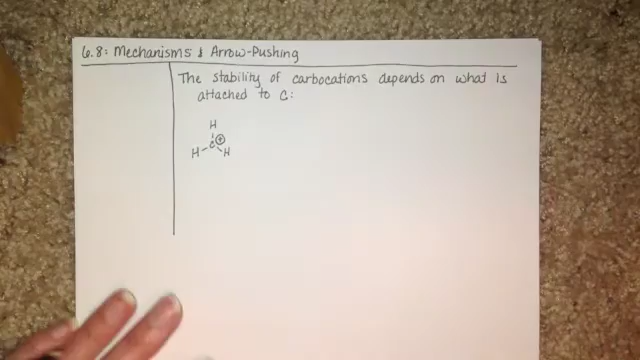 6.8: Mechanisms & Arrow-Pushing
The stability of carbocations depends on what is
attached to C:
H
C ⊕
H H